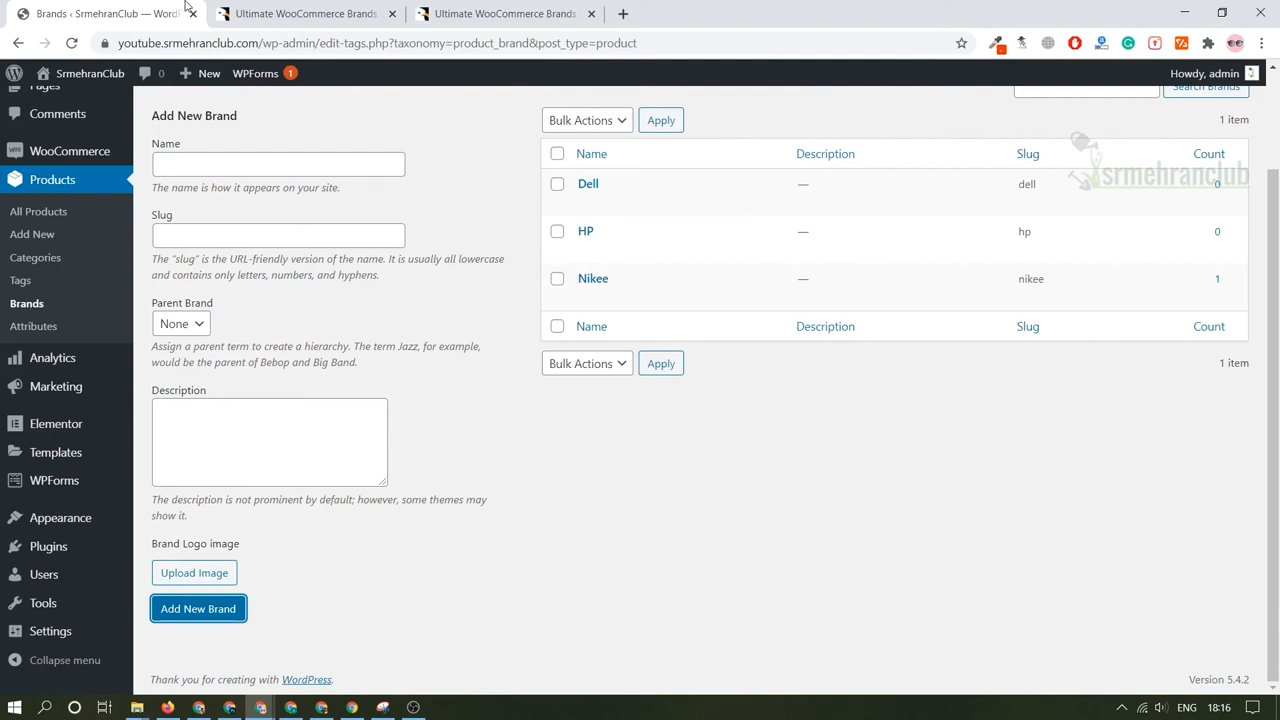 Brands ‹ SrmehranClub — WordP
Ultimate WooCommerce Brands
Ultimate WooCommerce Brands
youtube.srmehranclub.com/wp-admin/edit-tags.php?taxonomy=product_brand&post_type=product
SrmehranClub
0
New
WPForms 1
Howdy, admin
Pages
Comments
WooCommerce
Products
All Products
Add New
Categories
Tags
Brands
Attributes
Analytics
Marketing
Elementor
Templates
WPForms
Appearance
Plugins
Users
Tools
Settings
Collapse menu
Add New Brand
Name
The name is how it appears on your site.
Slug
The "slug" is the URL-friendly version of the name. It is usually all lowercase
and contains only letters, numbers, and hyphens.
Parent Brand
None
Assign a parent term to create a hierarchy. The term Jazz, for example,
would be the parent of Bebop and Big Band.
Description
The description is not prominent by default; however, some themes may
show it.
Brand Logo image
Upload Image
Add New Brand
Search Brands
Bulk Actions Apply 1 item
Name Description Slug Count
srmehranclub
Dell — dell 0
HP — hp 0
Nikee — nikee 1
Name Description Slug Count
Bulk Actions Apply 1 item
Thank you for creating with WordPress.
Version 5.4.2
ENG 18:16